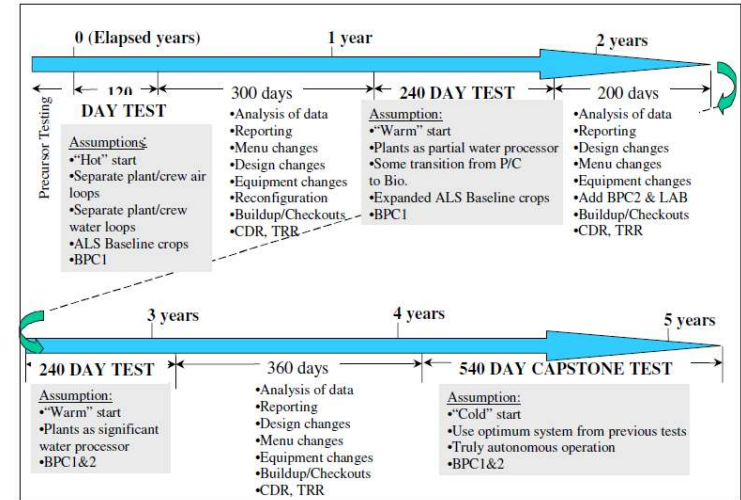 0 (Elapsed years)
1 year
2 years
Precursor Testing
120
DAY TEST
Assumptions:
•"Hot" start
•Separate plant/crew air
loops
•Separate plant/crew
water loops
•ALS Baseline crops
•BPC1
300 days
•Analysis of data
•Reporting
•Menu changes
•Design changes
•Equipment changes
•Reconfiguration
•Buildup/Checkouts
•CDR, TRR
240 DAY TEST
Assumption:
•"Warm" start
•Plants as partial water processor
•Some transition from P/C
to Bio.
•Expanded ALS Baseline crops
•BPC1
200 days
•Analysis of data
•Reporting
•Design changes
•Menu changes
•Equipment changes
•Add BPC2 & LAB
•Buildup/Checkouts
•CDR, TRR
3 years
4 years
5 years
240 DAY TEST
Assumption:
•"Warm" start
•Plants as significant
water processor
•BPC1&2
360 days
•Analysis of data
•Reporting
•Design changes
•Menu changes
•Equipment changes
•Buildup/Checkouts
•CDR, TRR
540 DAY CAPSTONE TEST
Assumption:
•"Cold" start
•Use optimum system from previous tests
•Truly autonomous operation
•BPC1&2